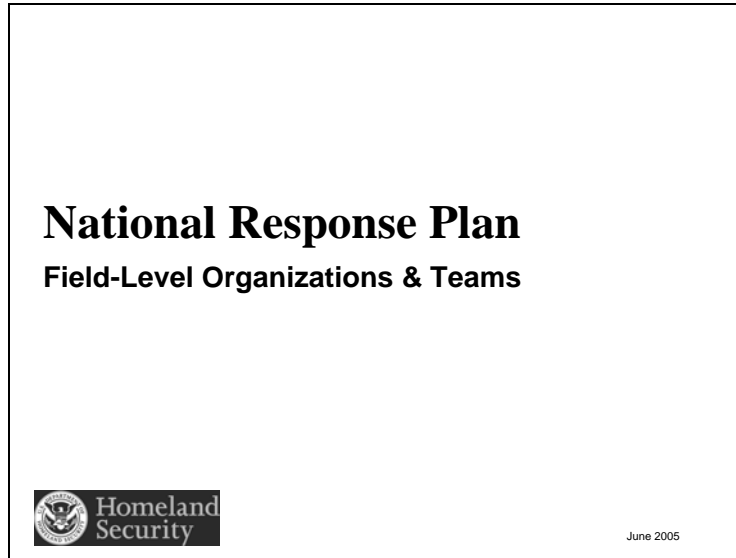 National Response Plan
Field-Level Organizations & Teams
Homeland
Security
June 2005